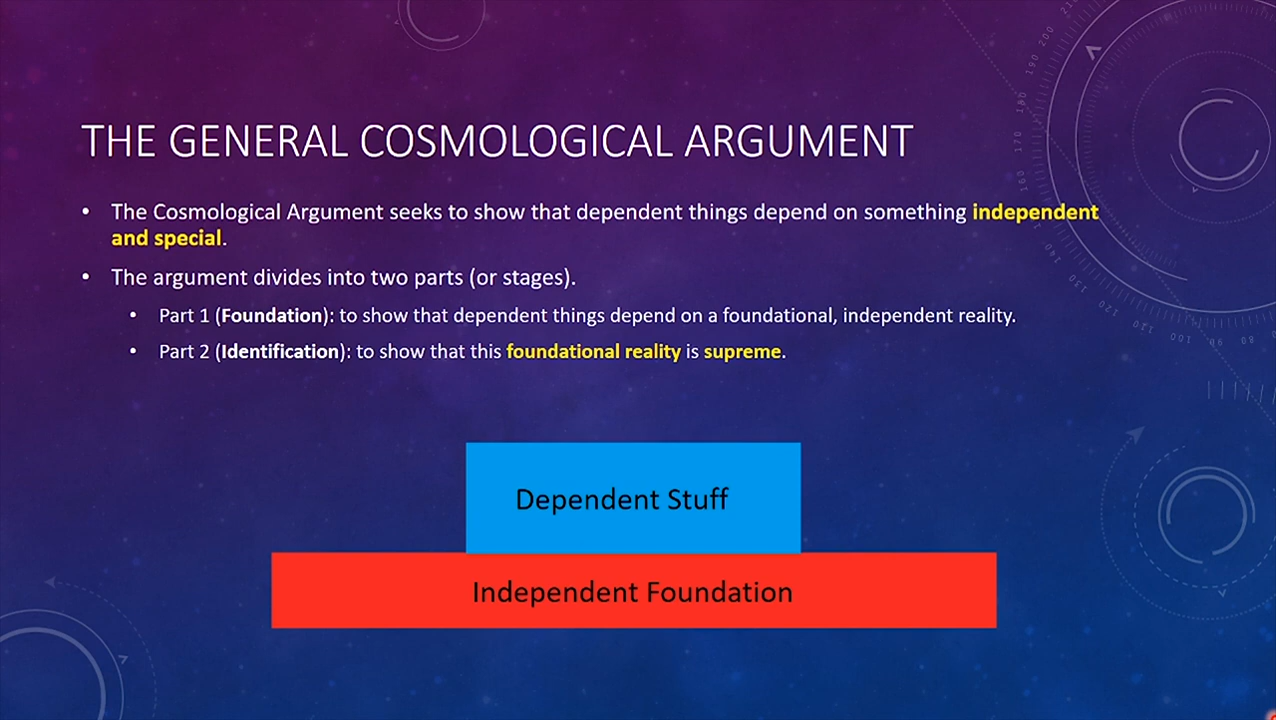 THE GENERAL COSMOLOGICAL ARGUMENT
• The Cosmological Argument seeks to show that dependent things depend on something independent
and special.
• The argument divides into two parts (or stages).
• Part 1 (Foundation): to show that dependent things depend on a foundational, independent reality.
• Part 2 (Identification): to show that this foundational reality is supreme.
Dependent Stuff
Independent Foundation